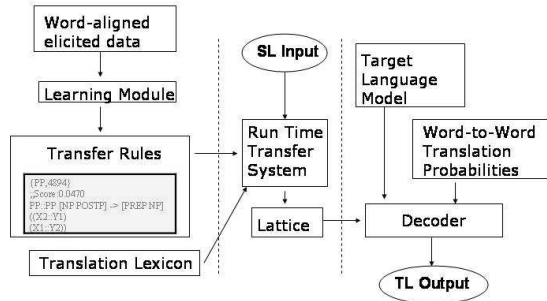 Word-aligned
elicited data
Learning Module
Transfer Rules
{PP,4894}
;;Score:0.0470
PP::PP [NP POSTP] -> [PREP NP]
((X2::Y1)
(X1::Y2))
Translation Lexicon
SL Input
Run Time
Transfer
System
Lattice
Target
Language
Model
Word-to-Word
Translation
Probabilities
Decoder
TL Output